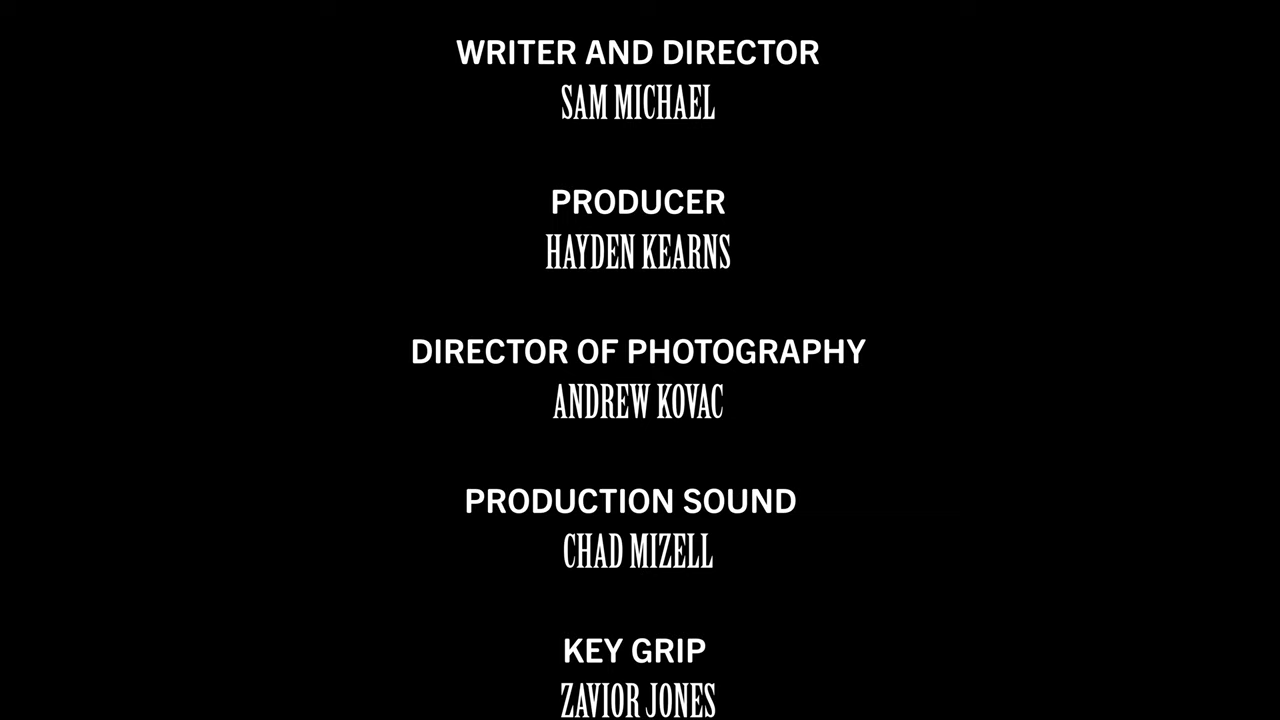 WRITER AND DIRECTOR
SAM MICHAEL
PRODUCER
HAYDEN KEARNS
DIRECTOR OF PHOTOGRAPHY
ANDREW KOVAC
PRODUCTION SOUND
CHAD MIZELL
KEY GRIP
ZAVIOR JONES